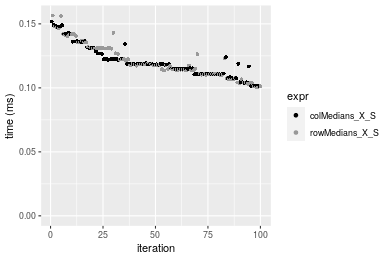 0.15
0.10
0.05
0.00
time (ms)
0
25
50
75
100
iteration
expr
colMedians_X_S
rowMedians_X_S